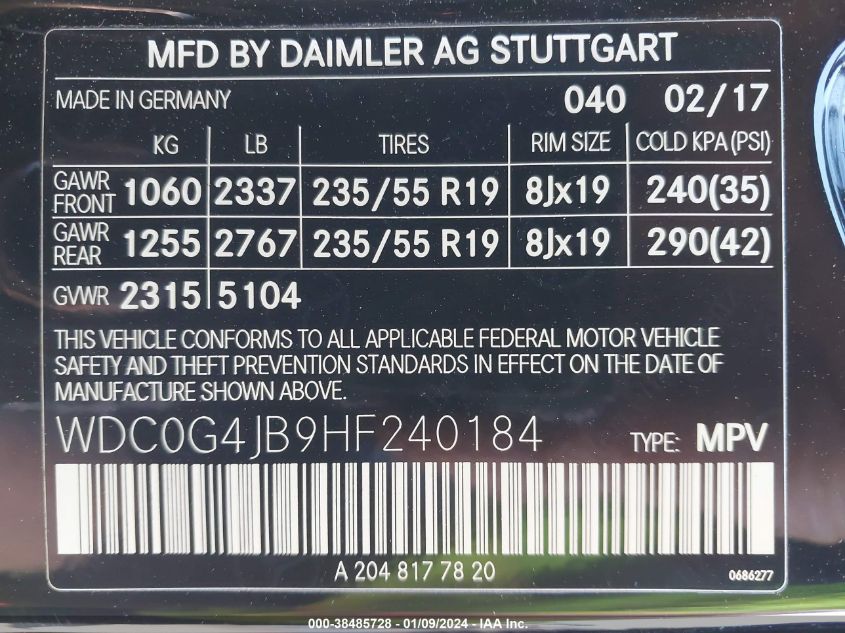 MFD BY DAIMLER AG STUTTGART
MADE IN GERMANY 040 02/17
KG LB TIRES RIM SIZE COLD KPA (PSI)
GAWR FRONT 1060 2337 235/55 R19 8Jx19 240(35)
GAWR REAR 1255 2767 235/55 R19 8Jx19 290(42)
GVWR 2315 5104
THIS VEHICLE CONFORMS TO ALL APPLICABLE FEDERAL MOTOR VEHICLE
SAFETY AND THEFT PREVENTION STANDARDS IN EFFECT ON THE DATE OF
MANUFACTURE SHOWN ABOVE.
WDC0G4JB9HF240184 TYPE: MPV
A 204 817 78 20 0686277
000-38485728 - 01/09/2024 - IAA Inc.